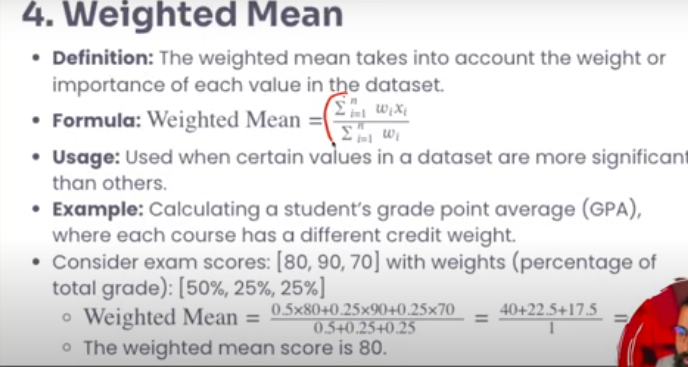 4. Weighted Mean
• Definition: The weighted mean takes into account the weight or
importance of each value in the dataset.
• Formula: Weighted Mean = \frac{\sum_{i=1}^{n} w_i x_i}{\sum_{i=1}^{n} w_i}
• Usage: Used when certain values in a dataset are more significant
than others.
• Example: Calculating a student's grade point average (GPA),
where each course has a different credit weight.
• Consider exam scores: [80, 90, 70] with weights (percentage of
total grade): [50%, 25%, 25%]
◦ Weighted Mean = \frac{0.5×80+0.25×90+0.25×70}{0.5+0.25+0.25} = \frac{40+22.5+17.5}{1} =
◦ The weighted mean score is 80.